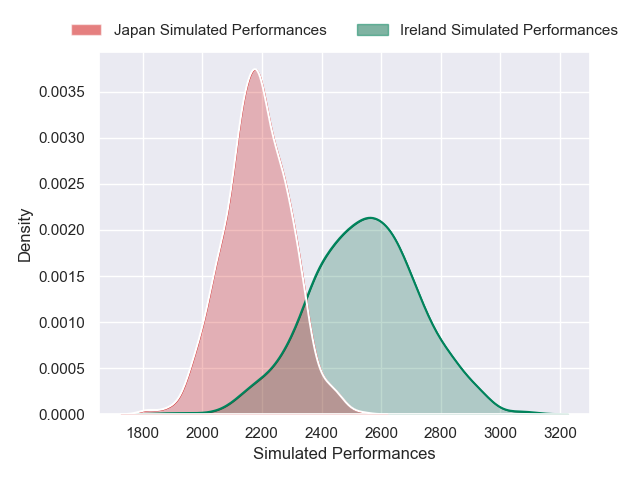 Japan Simulated Performances Ireland Simulated Performances
0.0035
0.0030
0.0025
0.0020
0.0015
0.0010
0.0005
0.0000
Density
1800 2000 2200 2400 2600 2800 3000 3200
Simulated Performances